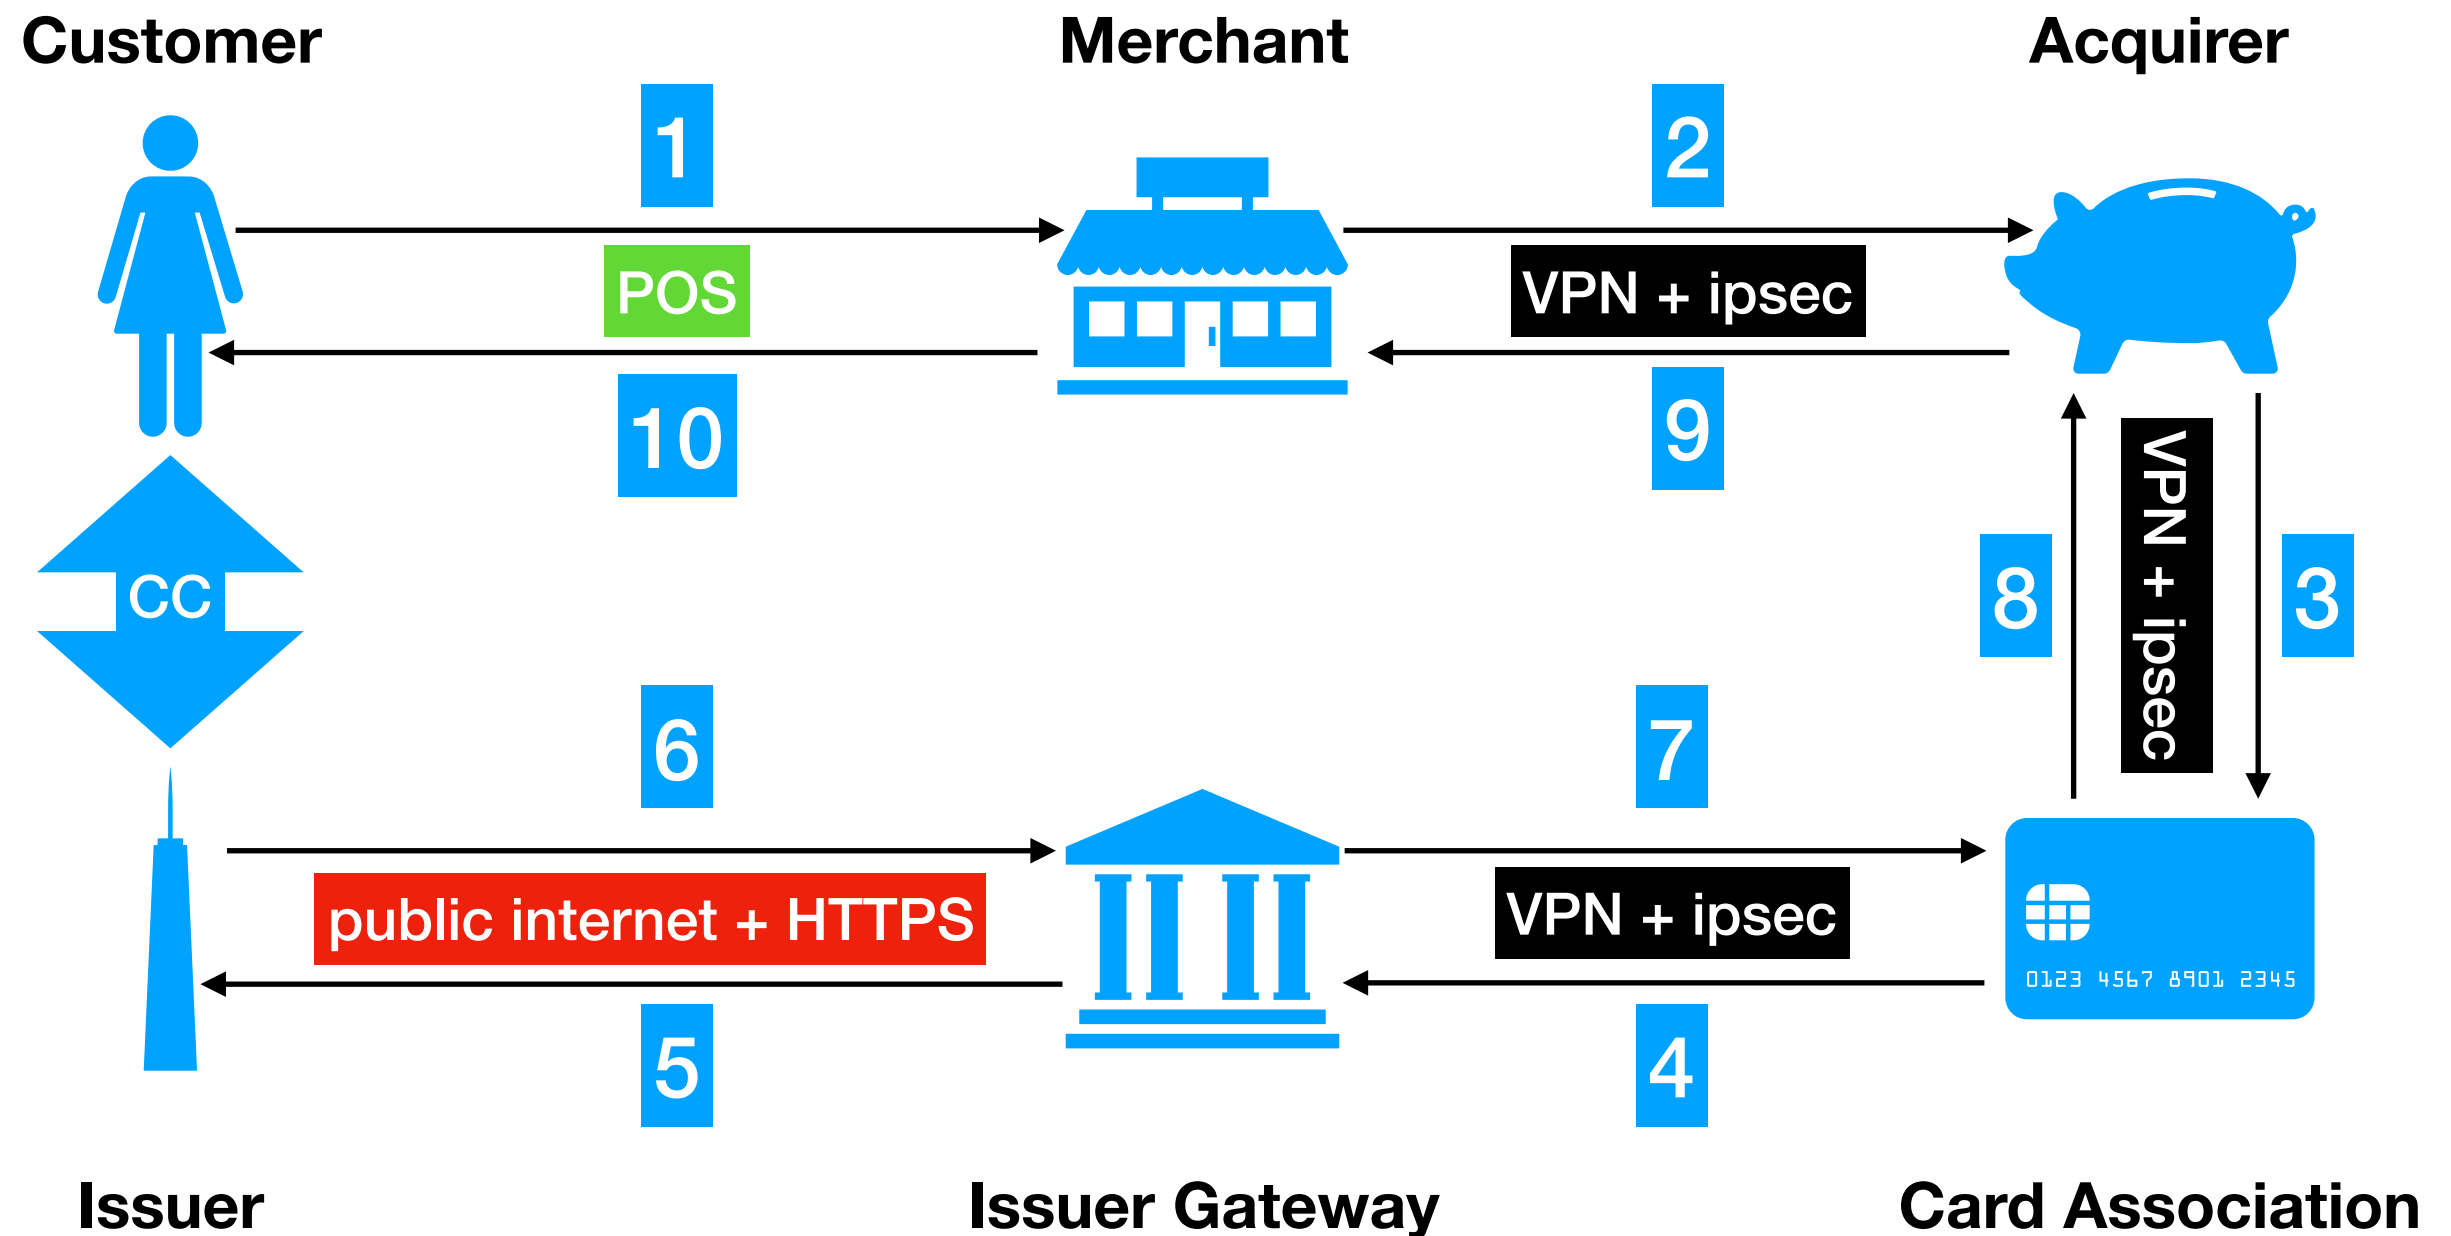 Customer
Merchant
Acquirer
1
2
POS
VPN + ipsec
10
9
CC
8
VPN + ipsec
3
6
7
public internet + HTTPS
VPN + ipsec
0123 4567 8901 2345
5
4
Issuer
Issuer Gateway
Card Association